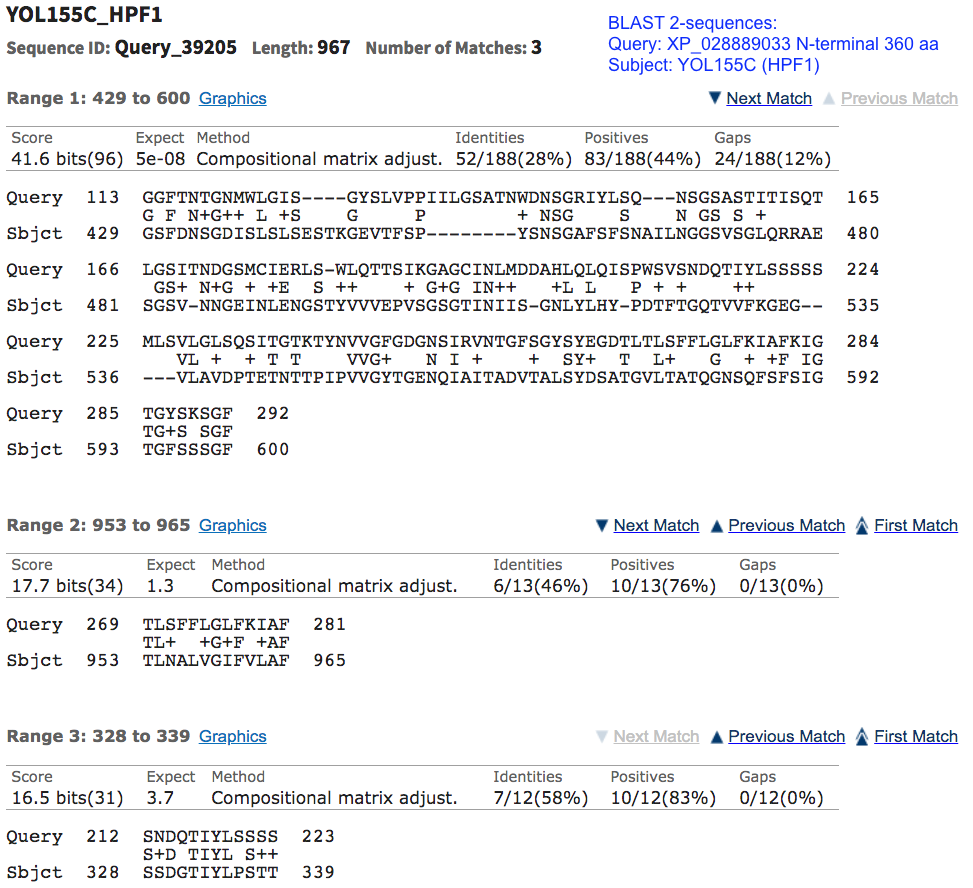 YOL155C_HPF1
Sequence ID: Query_39205 Length: 967 Number of Matches: 3
BLAST 2-sequences:
Query: XP_028889033 N-terminal 360 aa
Subject: YOL155C (HPF1)
Range 1: 429 to 600 Graphics Next Match Previous Match
Score Expect Method Identities Positives Gaps
41.6 bits(96) 5e-08 Compositional matrix adjust. 52/188(28%) 83/188(44%) 24/188(12%)
Query 113 GGFTNTGNMWLGIS----GYSLVPPIILGSATNWDNSGRIYLSQ---NSGSASTITISQT 165
G F N+G++ L +S G P + NSG S N GS S +
Sbjct 429 GSFDNSGDISLSLSESTKGEVTFSP--------YSNSGAFSFSNAILNGGSVSGLQRRAE 480
Query 166 LGSITNDGSMCIERLS-WLQTTSIKGAGCINLMDDAHLQLQISPWSVSNDQTIYLSSSSS 224
GS+ N+G + +E S ++ + G+G IN++ +L L P + + ++
Sbjct 481 SGSV-NNGEINLENGSTYVVVEPVSGSGTINIIS-GNLYLHY-PDTFTGQTVVFKGEG-- 535
Query 225 MLSVLGLSQSITGTKTYNVVGFGDGNSIRVNTGFSGYSYEGDTLTLSFFLGLFKIAFKIG 284
VL + + T T VVG+ N I + + SY+ T L+ G + +F IG
Sbjct 536 ---VLAVDPTETNTTPIPVVGYTGENQIAITADVTALSYDSATGVLTATQGNSQFSFSIG 592
Query 285 TGYSKSGF 292
TG+S SGF
Sbjct 593 TGFSSSGF 600
Range 2: 953 to 965 Graphics Next Match Previous Match First Match
Score Expect Method Identities Positives Gaps
17.7 bits(34) 1.3 Compositional matrix adjust. 6/13(46%) 10/13(76%) 0/13(0%)
Query 269 TLSFFLGLFKIAF 281
TL+ +G+F +AF
Sbjct 953 TLNALVGIFVLAF 965
Range 3: 328 to 339 Graphics Next Match Previous Match First Match
Score Expect Method Identities Positives Gaps
16.5 bits(31) 3.7 Compositional matrix adjust. 7/12(58%) 10/12(83%) 0/12(0%)
Query 212 SNDQTIYLSSSS 223
S+D TIYL S++
Sbjct 328 SSDGTIYLPSTT 339